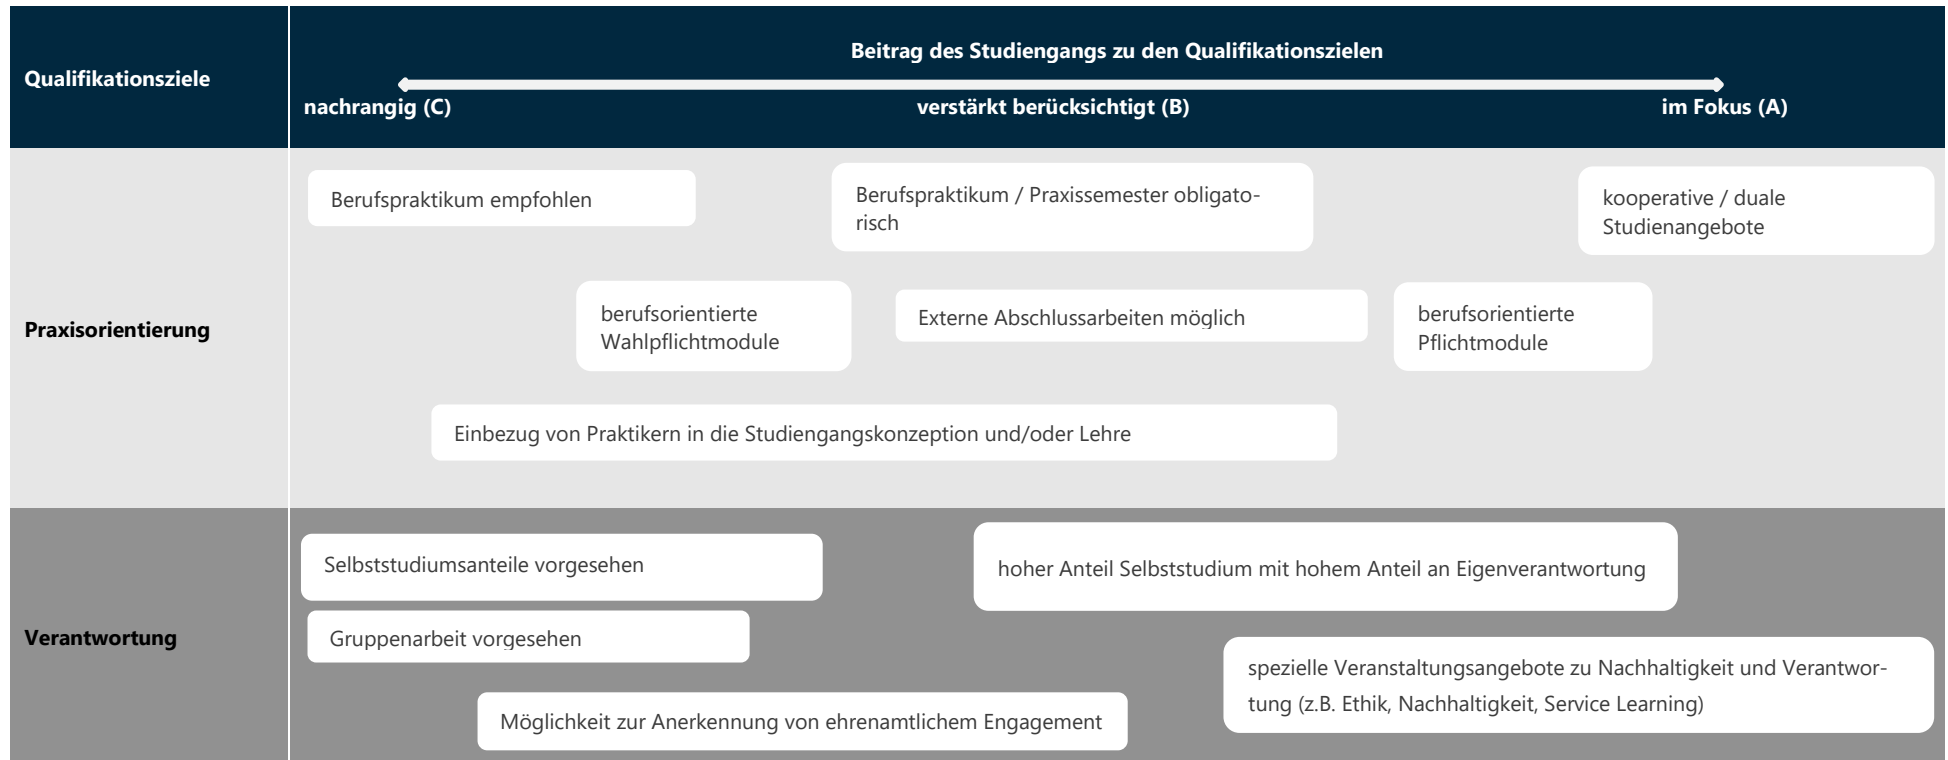 Qualifikationsziele
Beitrag des Studiengangs zu den Qualifikationszielen
nachrangig (C)
verstärkt berücksichtigt (B)
im Fokus (A)
Praxisorientierung
Berufspraktikum empfohlen
Berufspraktikum / Praxissemester obligato-
risch
kooperative / duale
Studienangebote
berufsorientierte
Wahlpflichtmodule
Externe Abschlussarbeiten möglich
berufsorientierte
Pflichtmodule
Einbezug von Praktikern in die Studiengangskonzeption und/oder Lehre
Verantwortung
Selbststudiumsanteile vorgesehen
hoher Anteil Selbststudium mit hohem Anteil an Eigenverantwortung
Gruppenarbeit vorgesehen
spezielle Veranstaltungsangebote zu Nachhaltigkeit und Verantwor-
tung (z.B. Ethik, Nachhaltigkeit, Service Learning)
Möglichkeit zur Anerkennung von ehrenamtlichem Engagement